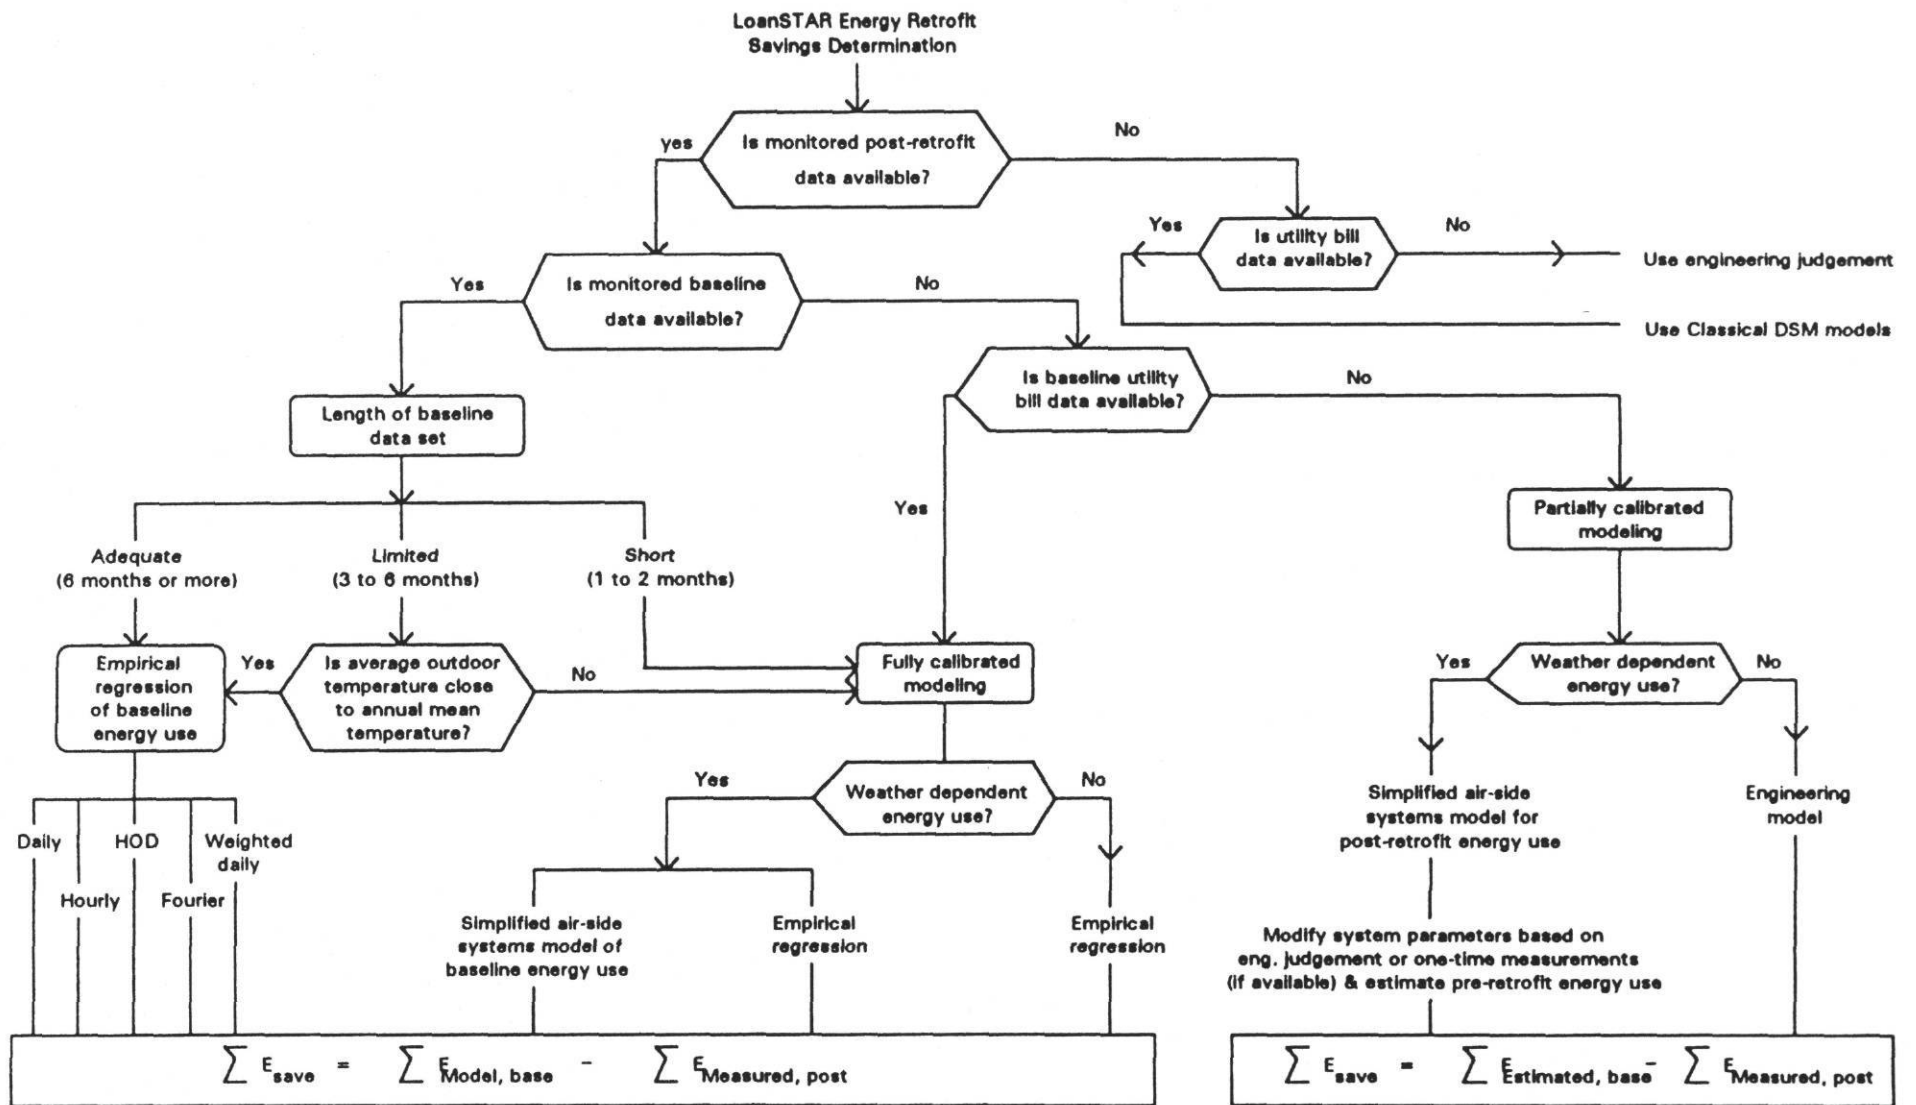 LoanSTAR Energy Retrofit
Savings Determination
Is monitored post-retrofit
data available?
yes
No
Is utility bill
data available?
Yes
No
Use engineering judgement
Use Classical DSM models
Is monitored baseline
data available?
Yes
No
Is baseline utility
bill data available?
No
Yes
Length of baseline
data set
Partially calibrated
modeling
Adequate
(6 months or more)
Limited
(3 to 6 months)
Short
(1 to 2 months)
Empirical
regression
of baseline
energy use
Yes
Is average outdoor
temperature close
to annual mean
temperature?
No
Fully calibrated
modeling
Yes
Weather dependent
energy use?
No
Yes
Weather dependent
energy use?
No
Simplified air-side
systems model for
post-retrofit energy use
Engineering
model
Daily
HOD
Weighted
daily
Hourly
Fourier
Simplified air-side
systems model of
baseline energy use
Empirical
regression
Empirical
regression
Modify system parameters based on
eng. judgement or one-time measurements
(if available) & estimate pre-retrofit energy use
∑ E save = ∑ E Model, base - ∑ E Measured, post
∑ E save = ∑ E Estimated, base - ∑ E Measured, post